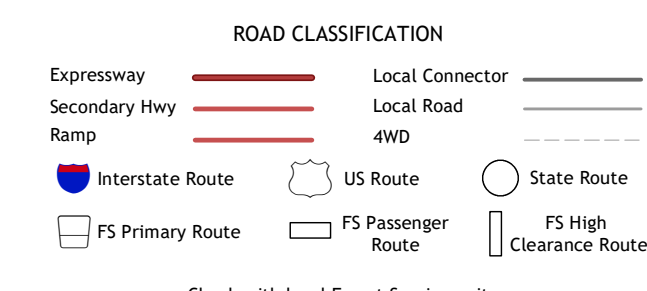 ROAD CLASSIFICATION
Expressway
Local Connector
Secondary Hwy
Local Road
Ramp
4WD
Interstate Route
US Route
State Route
FS Primary Route
FS Passenger
Route
FS High
Clearance Route